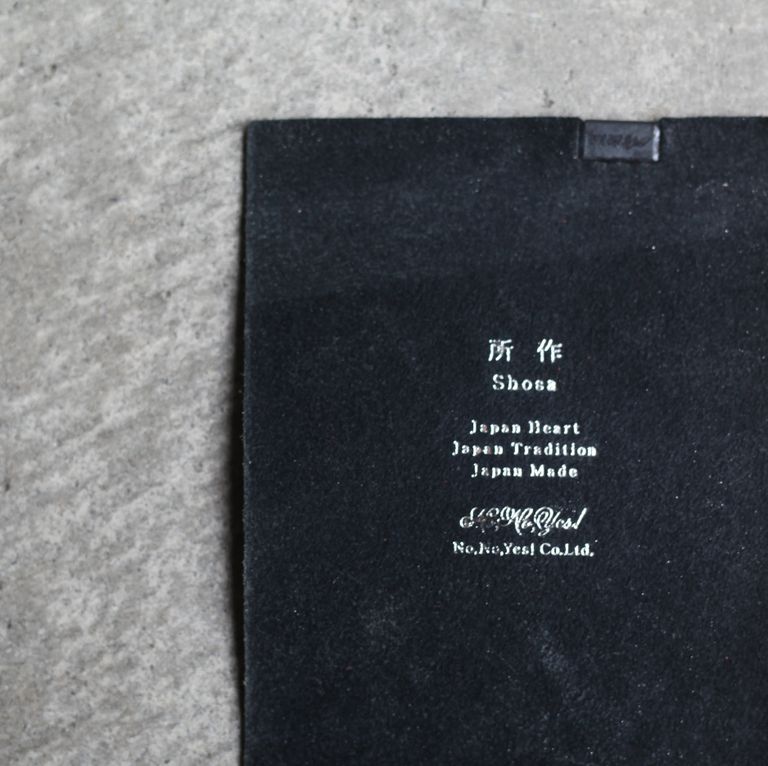 所作
Shosa
Japan Heart
Japan Tradition
Japan Made
No,No,Yes!
No,No,Yes! Co.Ltd.